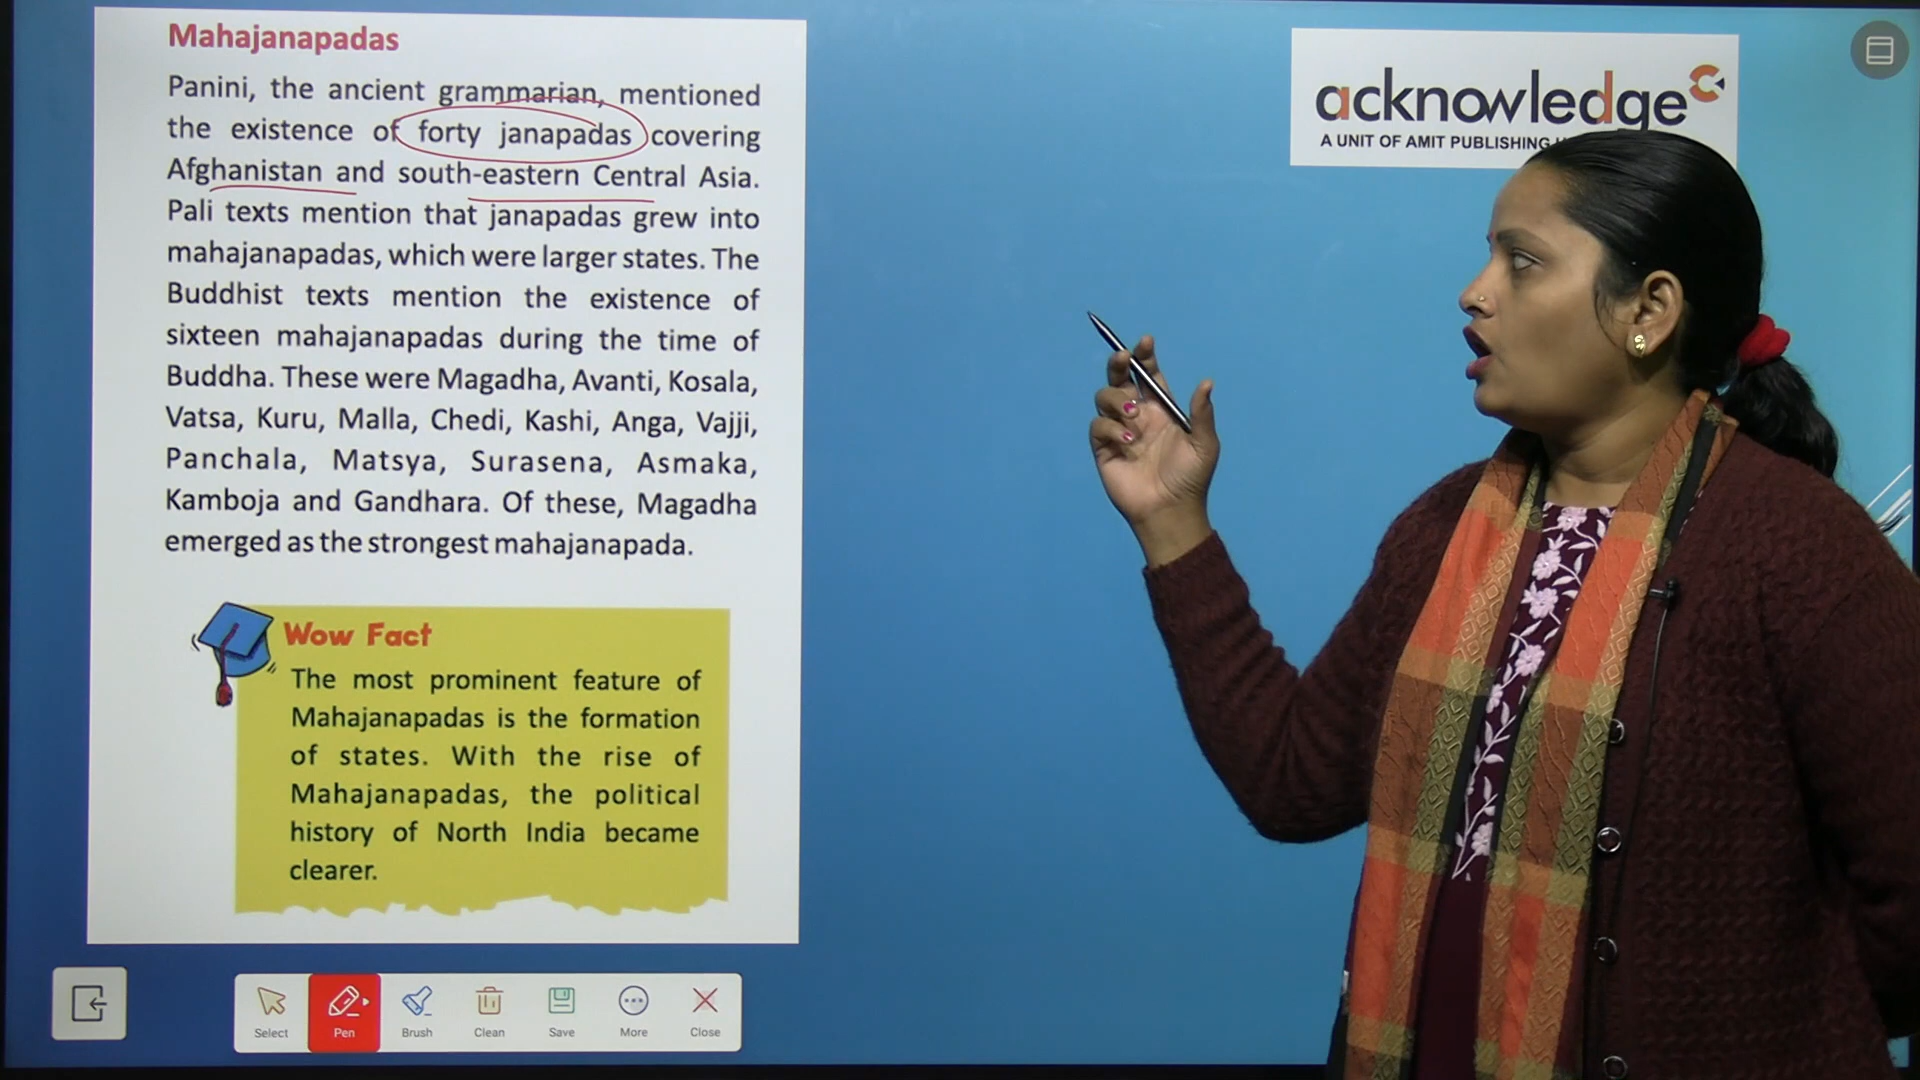 Mahajanapadas
Panini, the ancient grammarian, mentioned
the existence of forty janapadas covering
Afghanistan and south-eastern Central Asia.
Pali texts mention that janapadas grew into
mahajanapadas, which were larger states. The
Buddhist texts mention the existence of
sixteen mahajanapadas during the time of
Buddha. These were Magadha, Avanti, Kosala,
Vatsa, Kuru, Malla, Chedi, Kashi, Anga, Vajji,
Panchala, Matsya, Surasena, Asmaka,
Kamboja and Gandhara. Of these, Magadha
emerged as the strongest mahajanapada.
Wow Fact
The most prominent feature of
Mahajanapadas is the formation
of states. With the rise of
Mahajanapadas, the political
history of North India became
clearer.
Select Pen Brush Clean Save More Close
acknowledge
A UNIT OF AMIT PUBLISHING